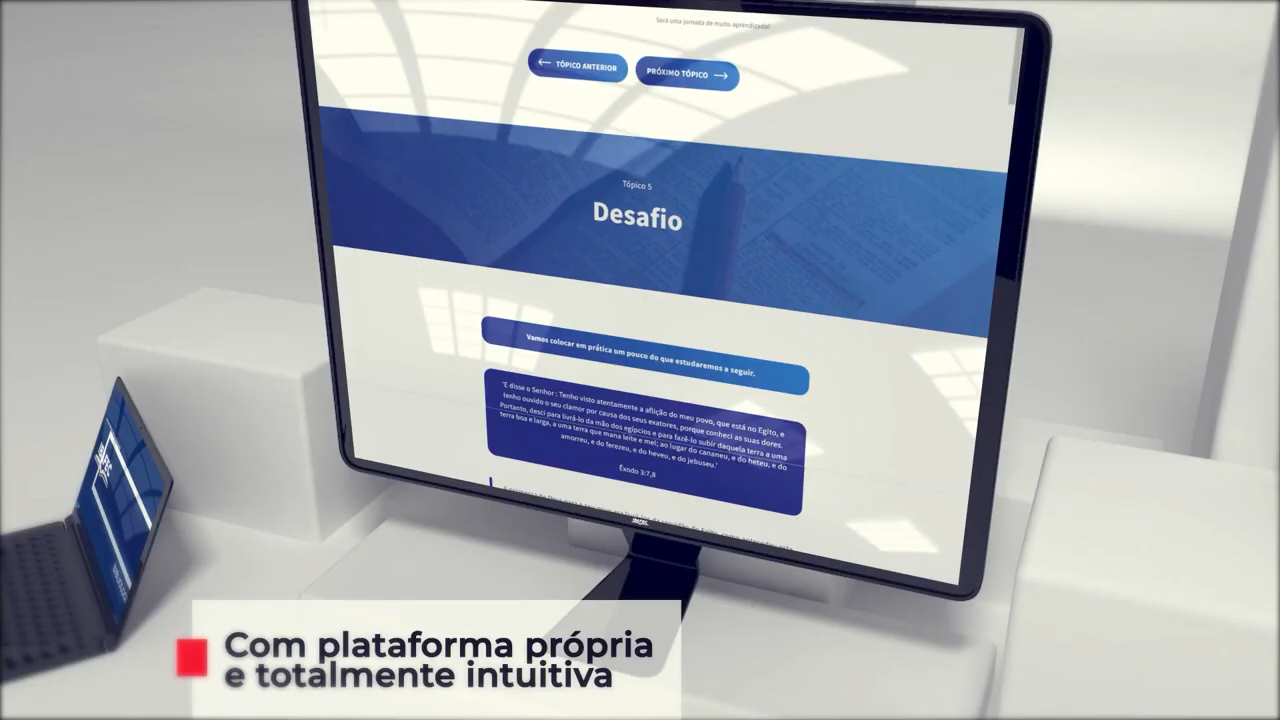 Será uma jornada de muito aprendizado!
← TÓPICO ANTERIOR
PRÓXIMO TÓPICO →
Tópico 5
Desafio
Vamos colocar em prática um pouco do que estudaremos a seguir.
'E disse o Senhor : Tenho visto atentamente a aflição do meu povo, que está no Egito, e
tenho ouvido o seu clamor por causa dos seus exatores, porque conheci as suas dores.
Portanto, desci para livrá-lo da mão dos egípcios e para fazê-lo subir daquela terra a uma
terra boa e larga, a uma terra que mana leite e mel; ao lugar do cananeu, e do heteu, e do
amorreu, e do ferezeu, e do heveu, e do jebuseu.'
Êxodo 3:7,8
Com plataforma própria
e totalmente intuitiva